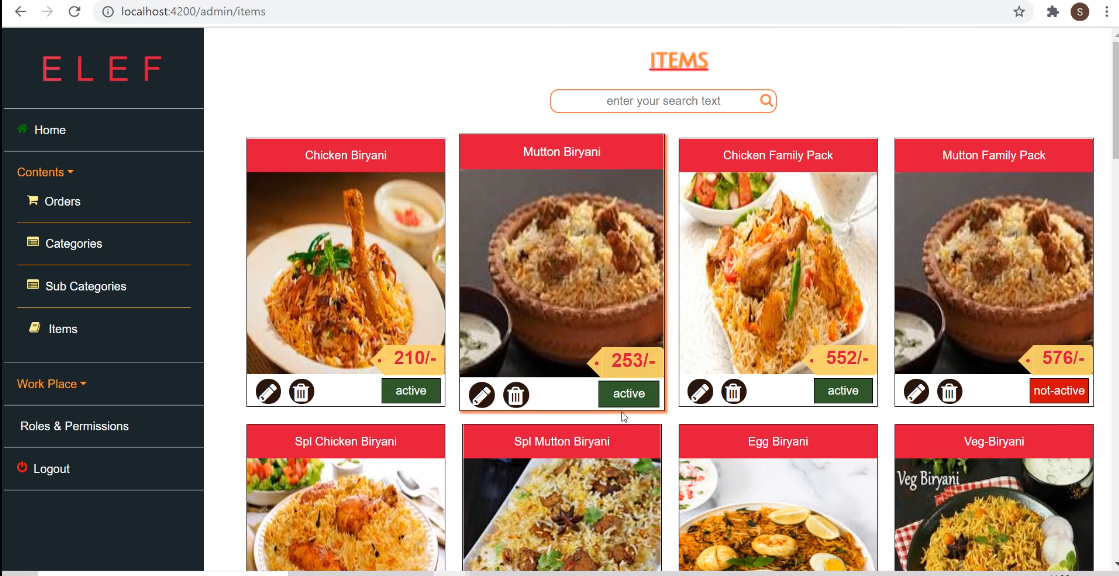 localhost:4200/admin/items
S
E L E F
Home
Contents
Orders
Categories
Sub Categories
Items
Work Place
Roles & Permissions
Logout
ITEMS
enter your search text
Chicken Biryani
210/-
active
Mutton Biryani
253/-
active
Chicken Family Pack
552/-
active
Mutton Family Pack
576/-
not-active
Spl Chicken Biryani
Spl Mutton Biryani
Egg Biryani
Veg-Biryani
Veg Biryani